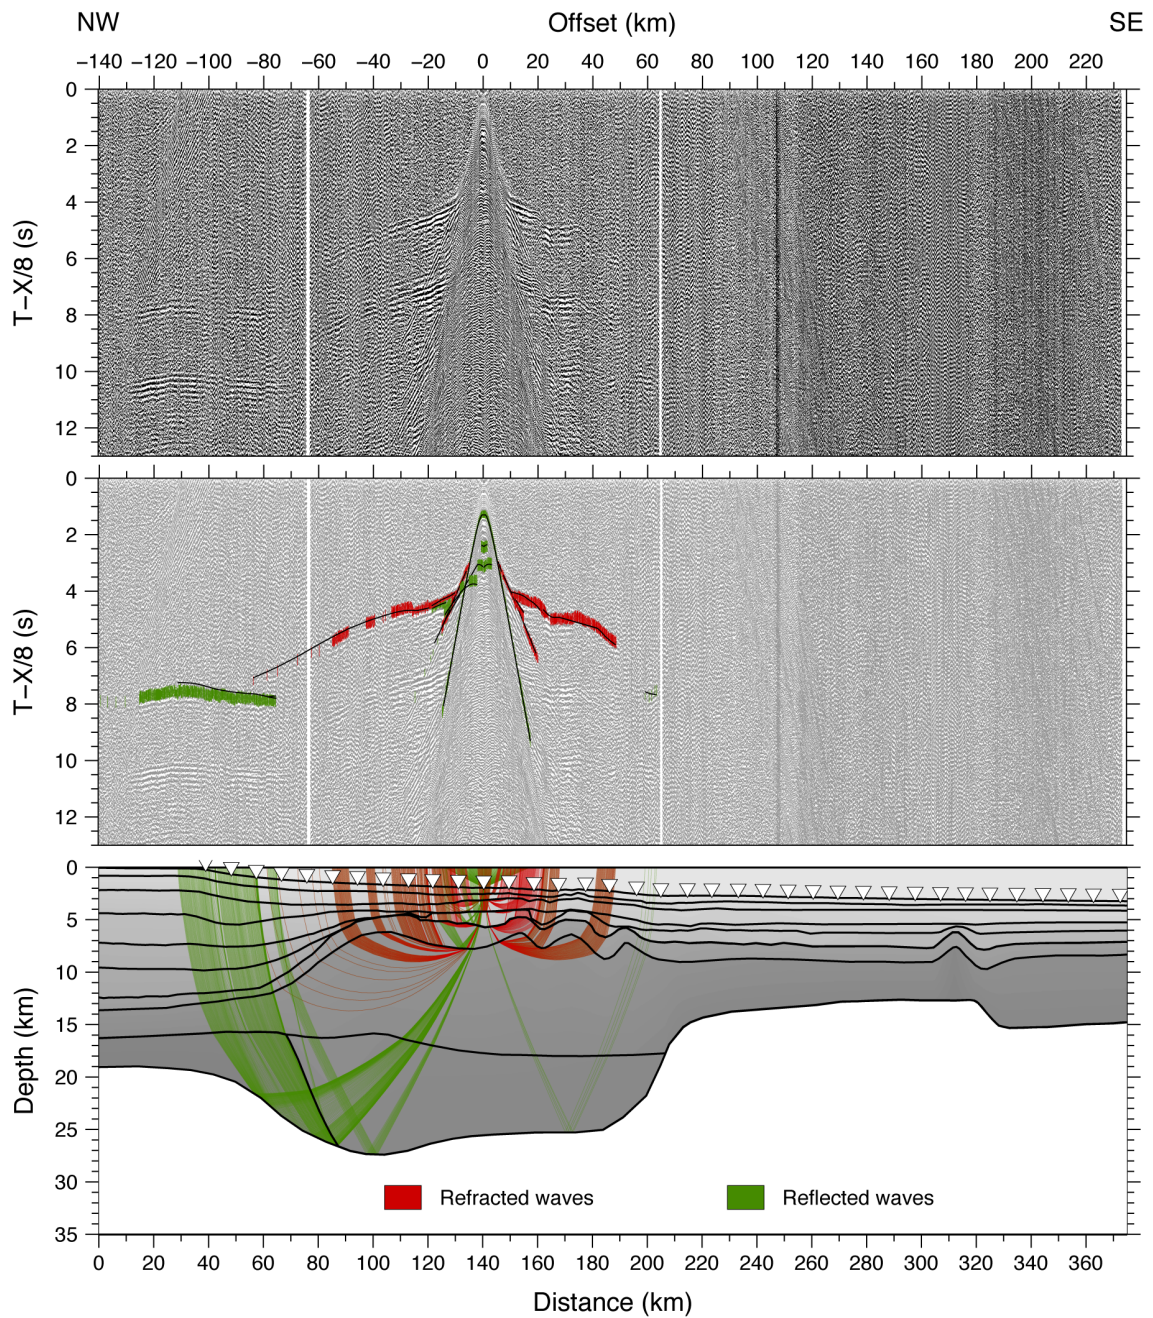 NW Offset (km) SE
−140 −120 −100 −80 −60 −40 −20 0 20 40 60 80 100 120 140 160 180 200 220
0
2
4
6
8
10
12
T−X/8 (s)
0
2
4
6
8
10
12
T−X/8 (s)
0
5
10
15
20
25
30
35
Depth (km)
Refracted waves Reflected waves
0 20 40 60 80 100 120 140 160 180 200 220 240 260 280 300 320 340 360
Distance (km)